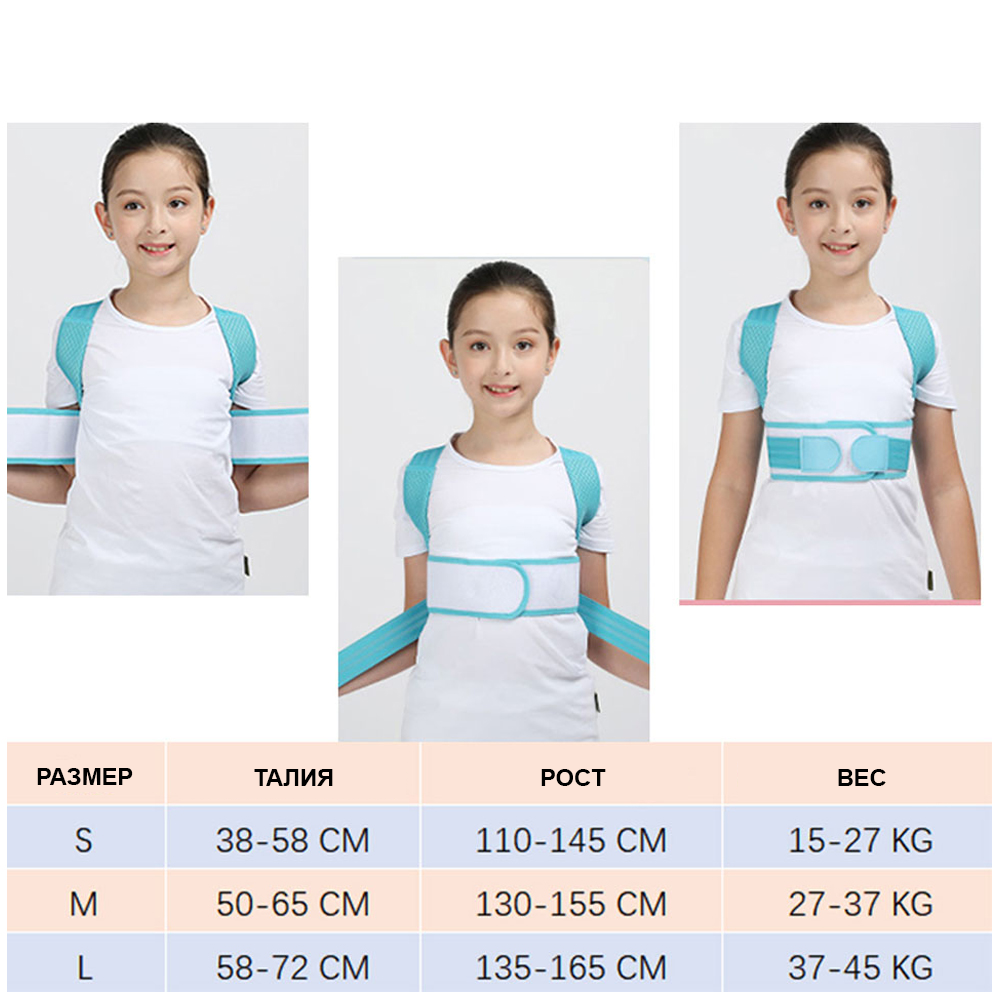 РАЗМЕР ТАЛИЯ РОСТ ВЕС
S 38-58 CM 110-145 CM 15-27 KG
M 50-65 CM 130-155 CM 27-37 KG
L 58-72 CM 135-165 CM 37-45 KG